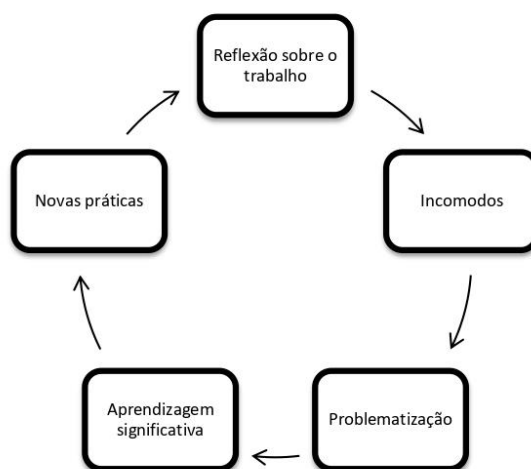 Reflexão sobre o
trabalho
Incomodos
Problematização
Aprendizagem
significativa
Novas práticas